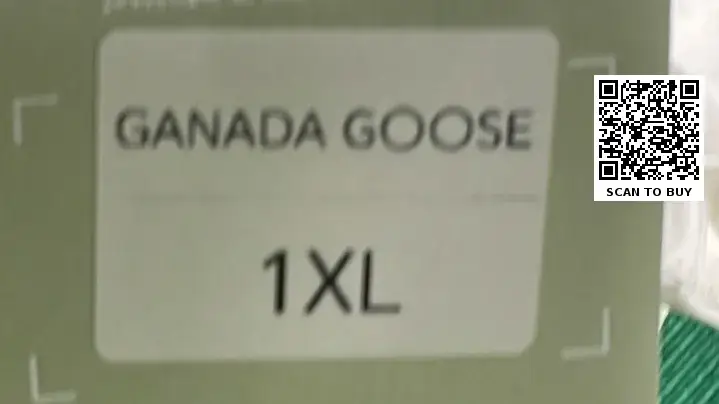 GANADA GOOSE
1XL
SCAN TO BUY